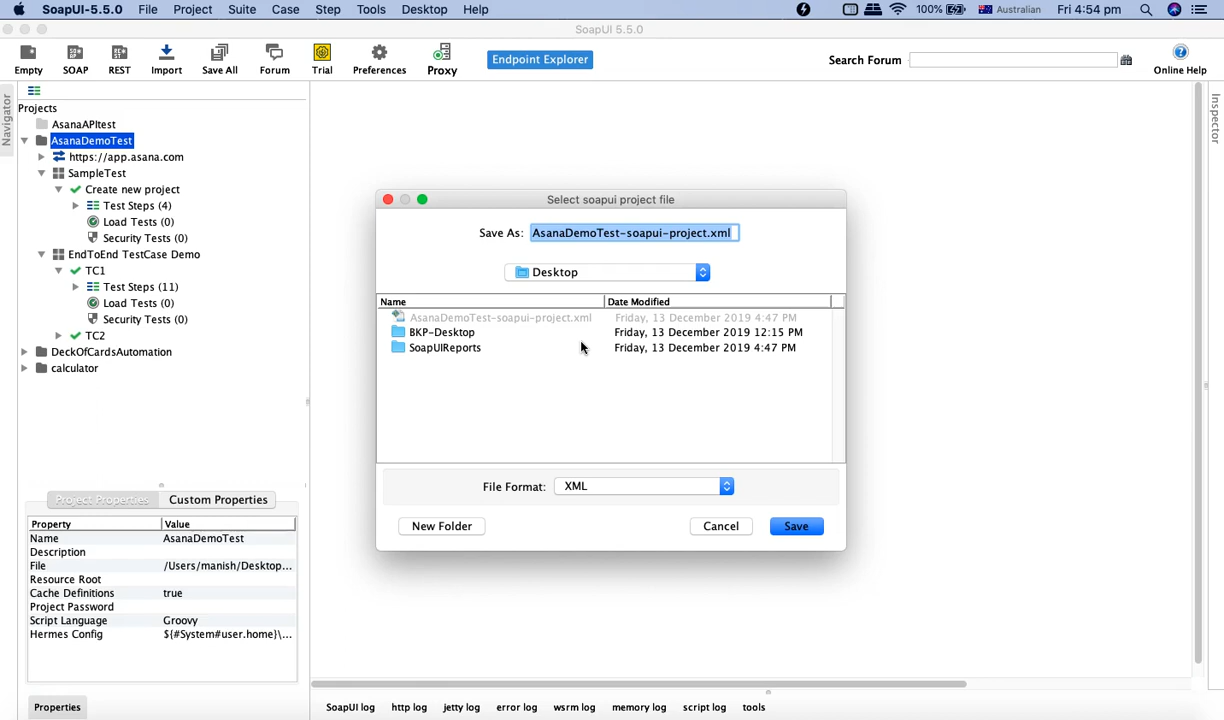 SoapUI-5.5.0 File Project Suite Case Step Tools Desktop Help 100% Australian Fri 4:54 pm
SoapUI 5.5.0
Empty SOAP REST Import Save All Forum Trial Preferences Proxy Endpoint Explorer Search Forum Online Help
Navigator
Inspector
Projects
AsanaAPItest
AsanaDemoTest
https://app.asana.com
SampleTest
Create new project
Test Steps (4)
Load Tests (0)
Security Tests (0)
EndToEnd TestCase Demo
TC1
Test Steps (11)
Load Tests (0)
Security Tests (0)
TC2
DeckOfCardsAutomation
calculator
Select soapui project file
Save As: AsanaDemoTest-soapui-project.xml
Desktop
Name Date Modified
AsanaDemoTest-soapui-project.xml Friday, 13 December 2019 4:47 PM
BKP-Desktop Friday, 13 December 2019 12:15 PM
SoapUIReports Friday, 13 December 2019 4:47 PM
File Format: XML
New Folder Cancel Save
Project Properties Custom Properties
Property Value
Name AsanaDemoTest
Description
File /Users/manish/Desktop...
Resource Root
Cache Definitions true
Project Password
Script Language Groovy
Hermes Config ${#System#user.home}\...
Properties
SoapUI log http log jetty log error log wsrm log memory log script log tools